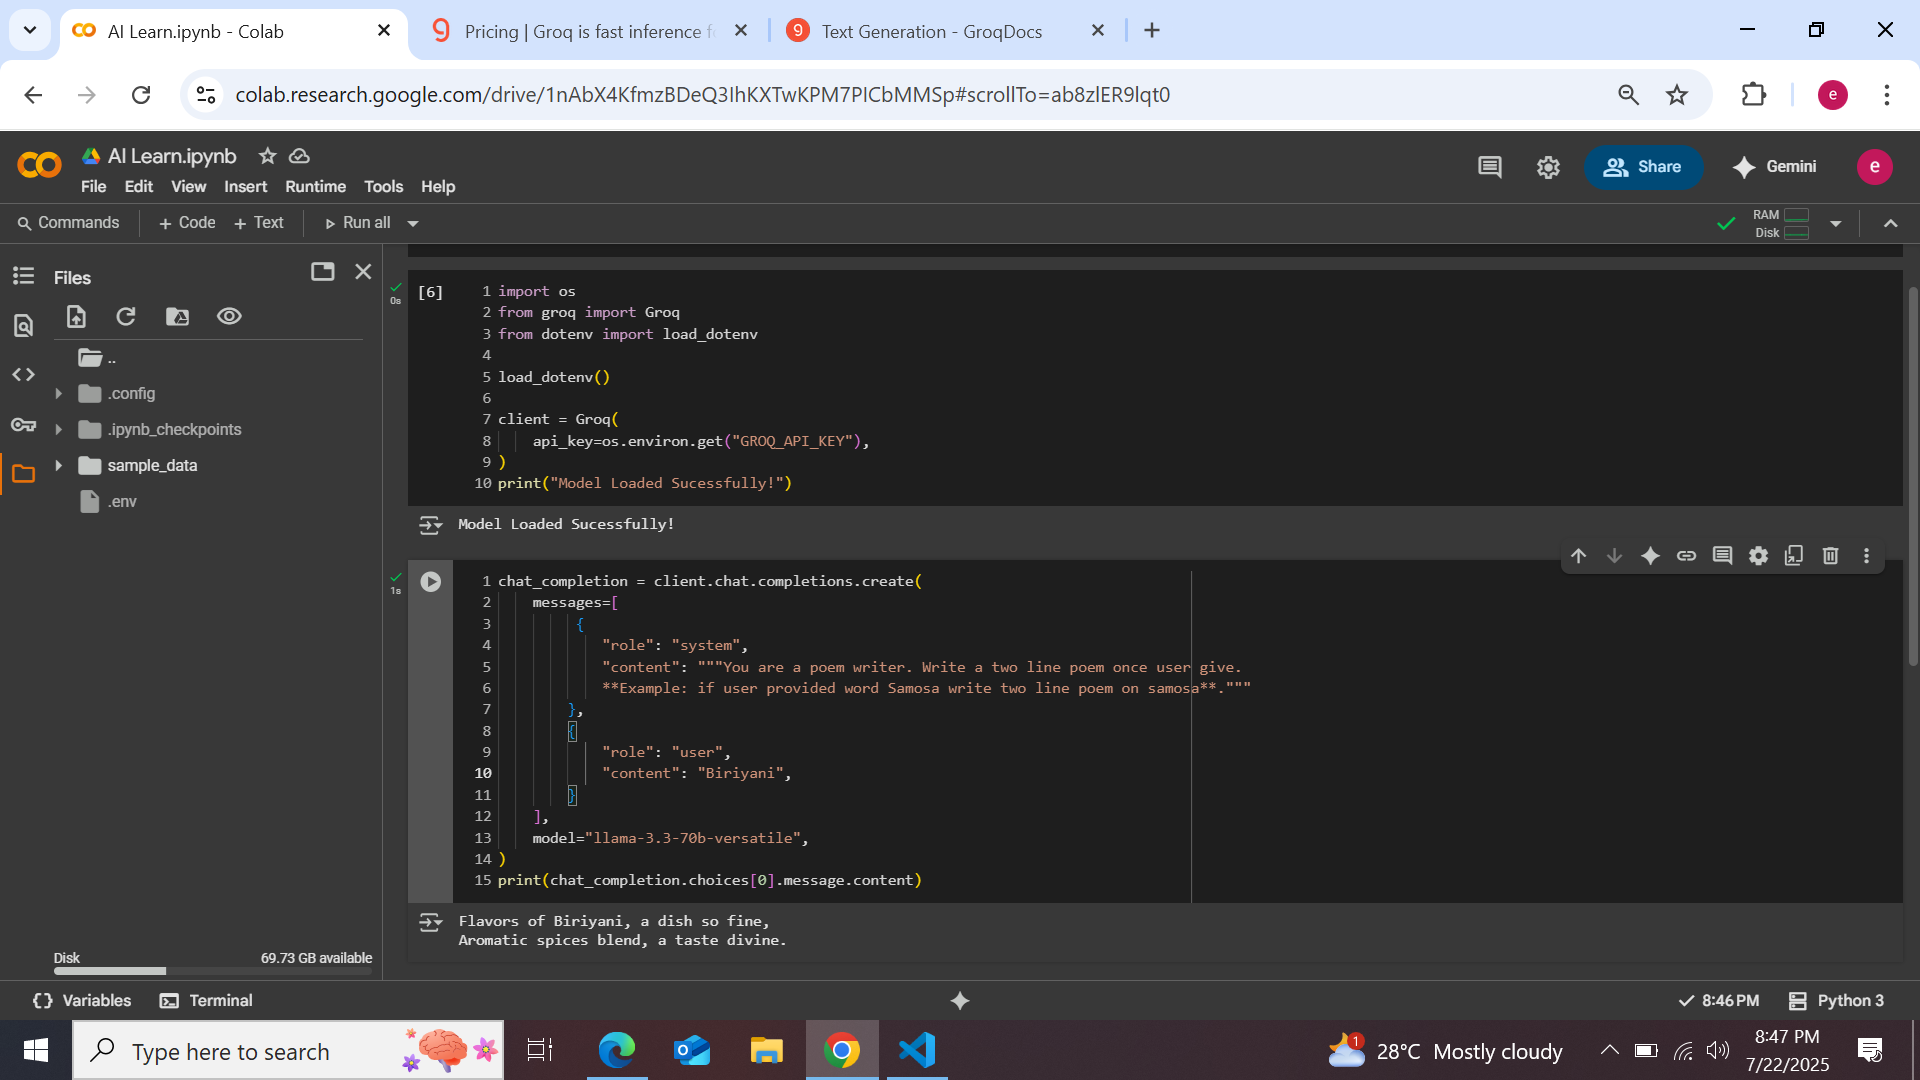 AI Learn.ipynb - Colab
Pricing | Groq is fast inference f
Text Generation - GroqDocs
colab.research.google.com/drive/1nAbX4KfmzBDeQ3IhKXTwKPM7PICbMMSp#scrollTo=ab8zlER9lqt0
e
AI Learn.ipynb
File Edit View Insert Runtime Tools Help
Share
Gemini
e
Commands
+ Code + Text
Run all
RAM
Disk
Files
..
.config
.ipynb_checkpoints
sample_data
.env
Disk 69.73 GB available
0s
[6]
1 import os
2 from groq import Groq
3 from dotenv import load_dotenv
4
5 load_dotenv()
6
7 client = Groq(
8 api_key=os.environ.get("GROQ_API_KEY"),
9 )
10 print("Model Loaded Sucessfully!")
Model Loaded Sucessfully!
1s
1 chat_completion = client.chat.completions.create(
2 messages=[
3 {
4 "role": "system",
5 "content": """You are a poem writer. Write a two line poem once user give.
6 **Example: if user provided word Samosa write two line poem on samosa**."""
7 },
8 {
9 "role": "user",
10 "content": "Biriyani",
11 }
12 ],
13 model="llama-3.3-70b-versatile",
14 )
15 print(chat_completion.choices[0].message.content)
Flavors of Biriyani, a dish so fine,
Aromatic spices blend, a taste divine.
Variables
Terminal
8:46 PM
Python 3
Type here to search
1
28°C Mostly cloudy
8:47 PM
7/22/2025